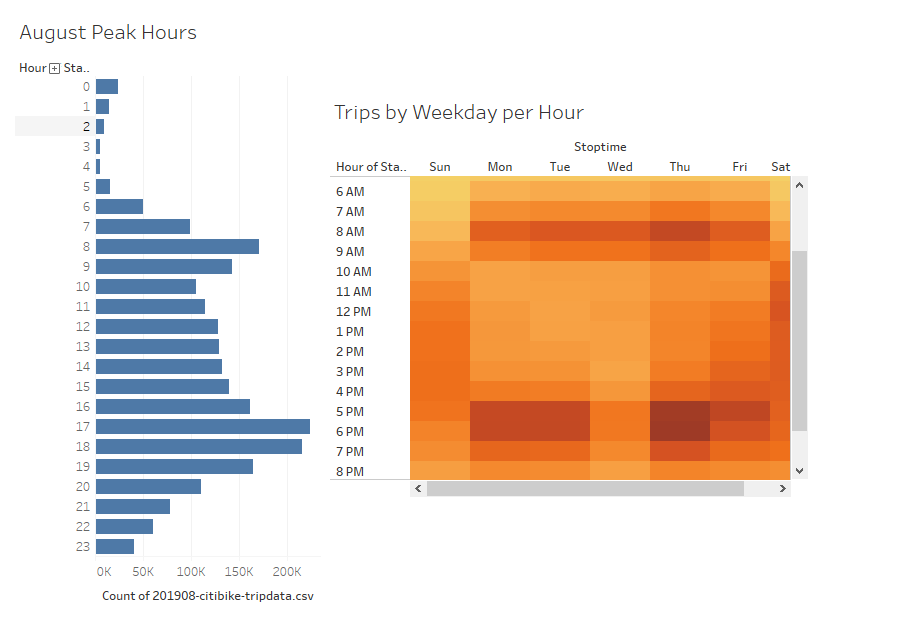 August Peak Hours
Hour Sta..
0
1
2
3
4
5
6
7
8
9
10
11
12
13
14
15
16
17
18
19
20
21
22
23
0K 50K 100K 150K 200K
Count of 201908-citibike-tripdata.csv
Trips by Weekday per Hour
Stoptime
Hour of Sta.. Sun Mon Tue Wed Thu Fri Sat
6 AM
7 AM
8 AM
9 AM
10 AM
11 AM
12 PM
1 PM
2 PM
3 PM
4 PM
5 PM
6 PM
7 PM
8 PM